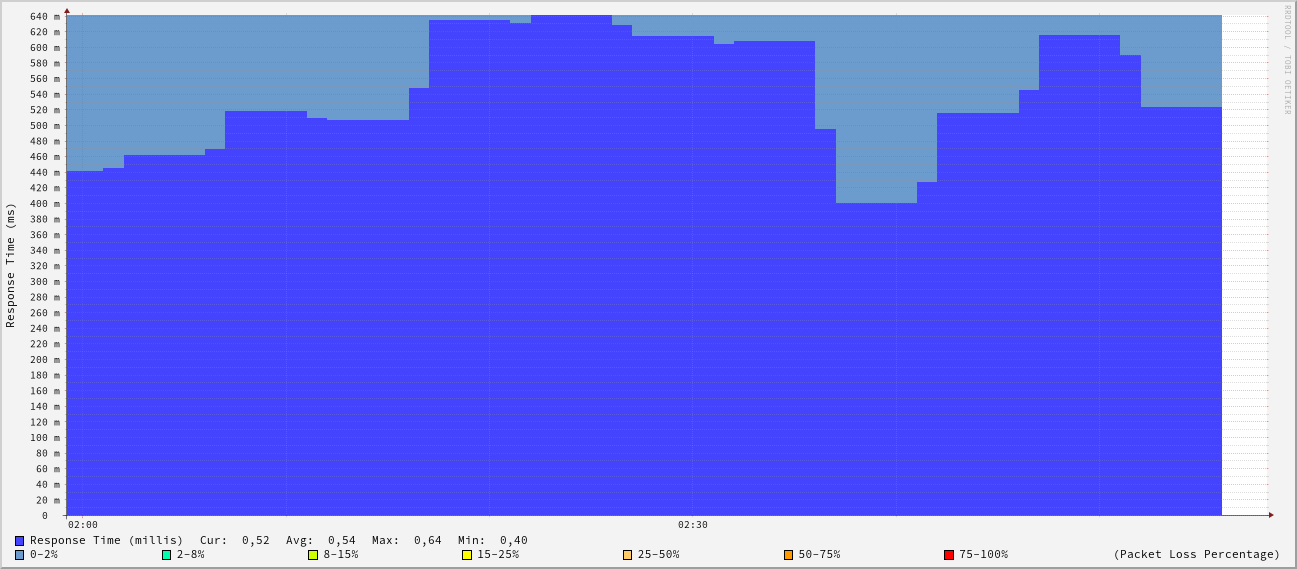 RRDTOOL / TOBI OETIKER
Response Time (ms)
640 m
620 m
600 m
580 m
560 m
540 m
520 m
500 m
480 m
460 m
440 m
420 m
400 m
380 m
360 m
340 m
320 m
300 m
280 m
260 m
240 m
220 m
200 m
180 m
160 m
140 m
120 m
100 m
80 m
60 m
40 m
20 m
0
02:00 02:30
Response Time (millis) Cur: 0,52 Avg: 0,54 Max: 0,64 Min: 0,40
0-2% 2-8% 8-15% 15-25% 25-50% 50-75% 75-100% (Packet Loss Percentage)